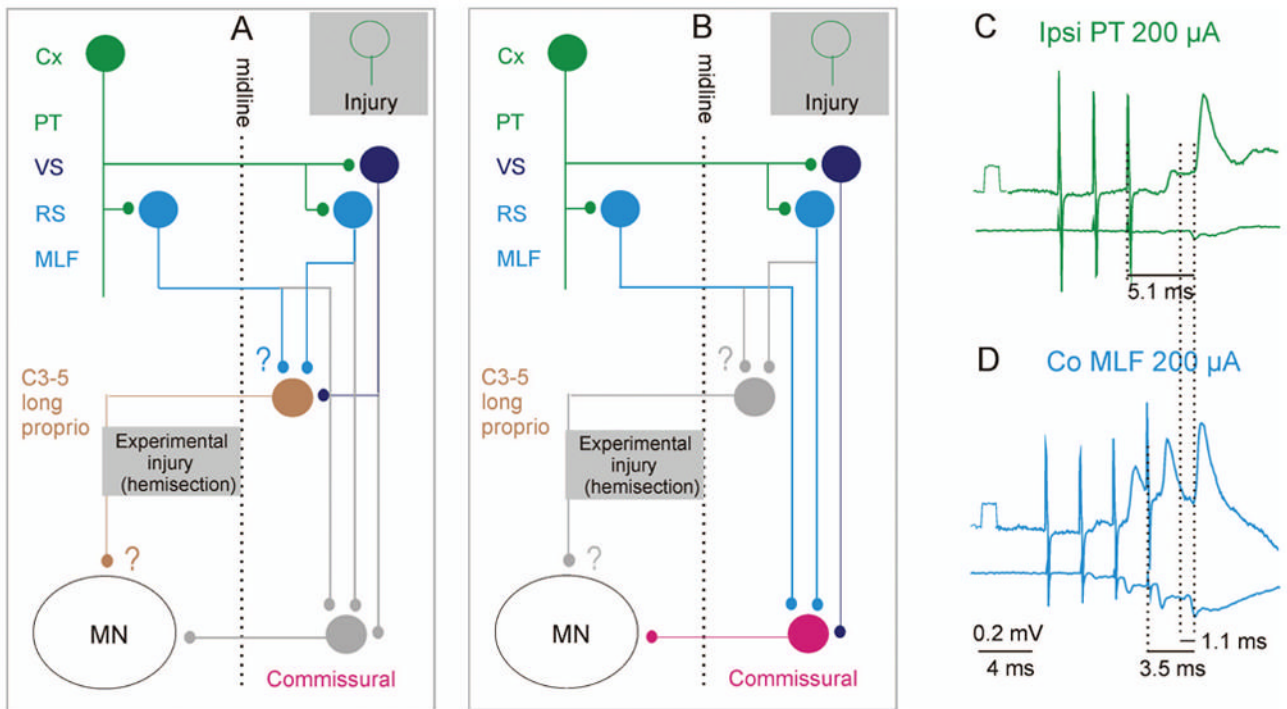 A
Cx
PT
VS
RS
MLF
midline
Injury
?
C3-5
long
proprio
Experimental
injury
(hemisection)
?
MN
Commissural
B
Cx
PT
VS
RS
MLF
midline
Injury
?
C3-5
long
proprio
Experimental
injury
(hemisection)
?
MN
Commissural
C
Ipsi PT 200 µA
5.1 ms
D
Co MLF 200 µA
0.2 mV
4 ms
1.1 ms
3.5 ms